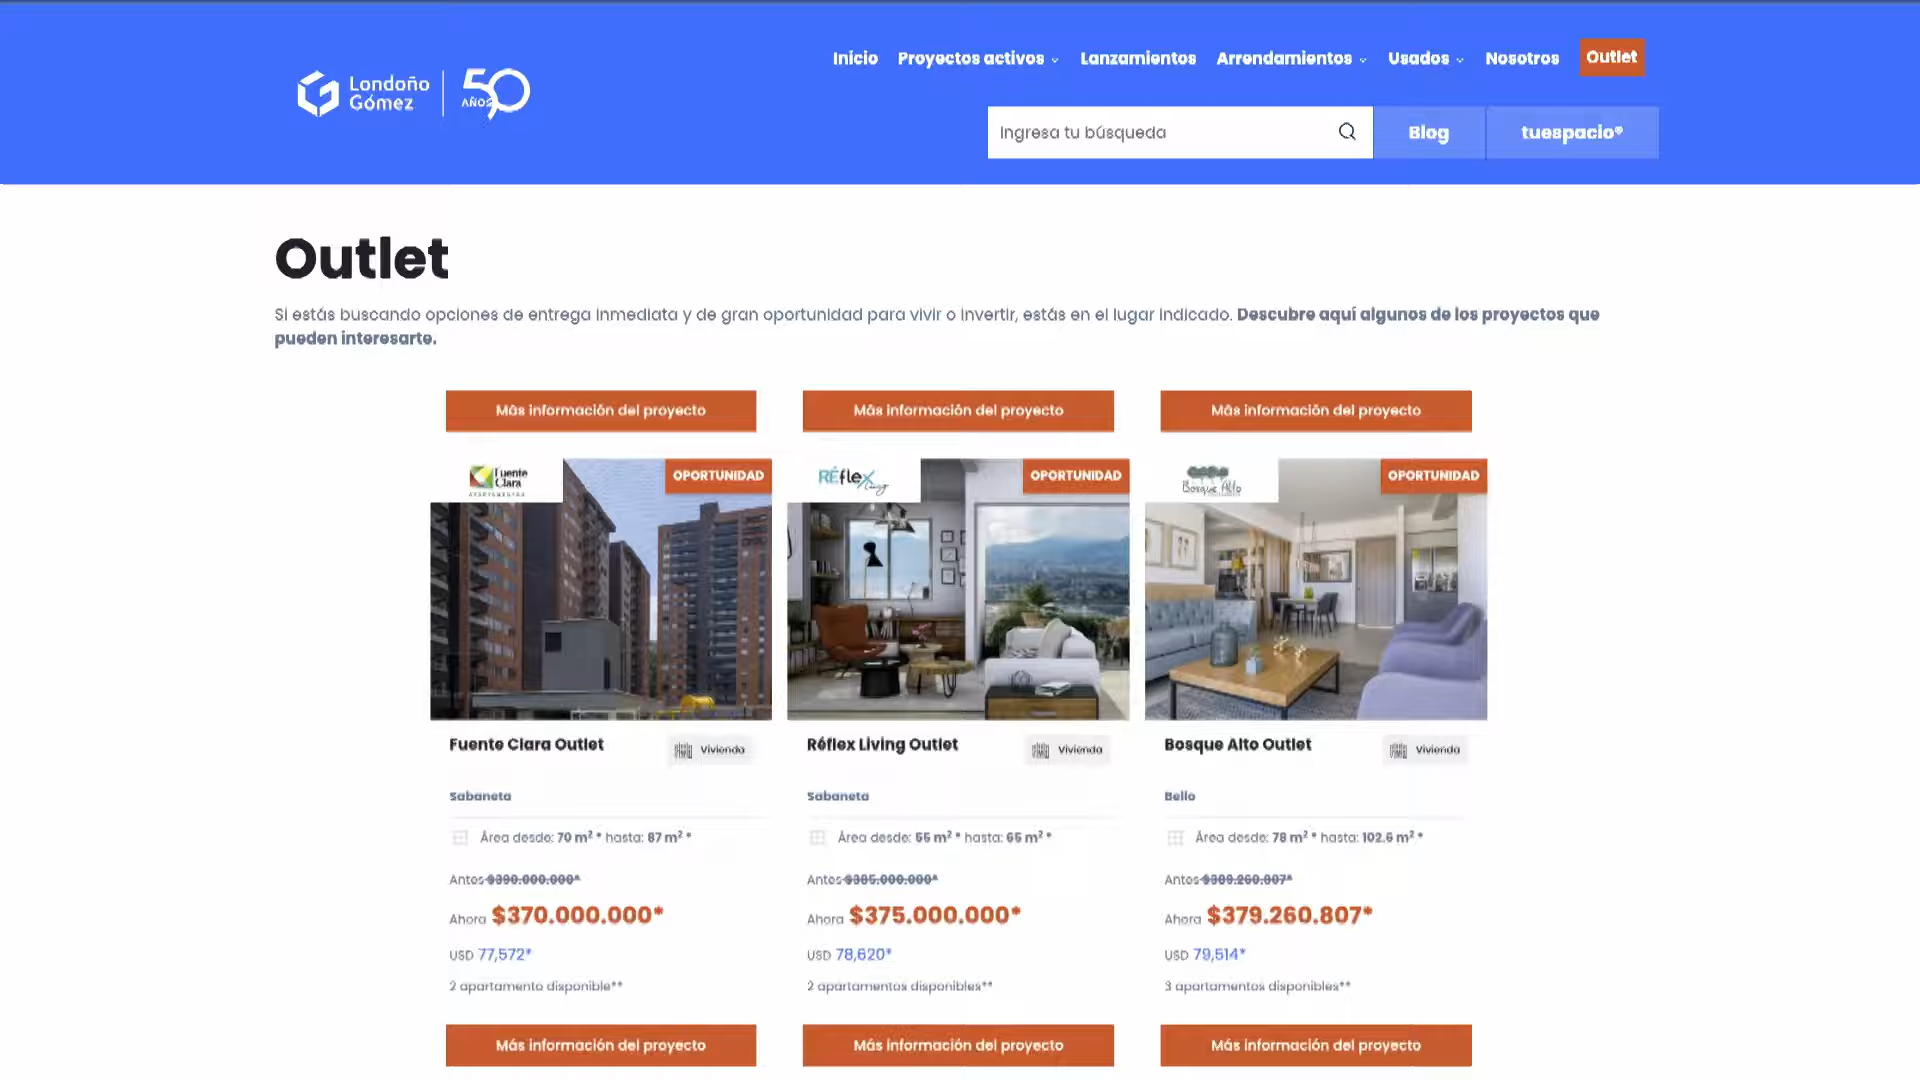 Londoño
Gómez
50
AÑOS
Inicio Proyectos activos Lanzamientos Arrendamientos Usados Nosotros Outlet
Ingresa tu búsqueda
Blog
tuespacio®
Outlet
Si estás buscando opciones de entrega inmediata y de gran oportunidad para vivir o invertir, estás en el lugar indicado. Descubre aquí algunos de los proyectos que
pueden interesarte.
Más información del proyecto
Más información del proyecto
Más información del proyecto
Fuente
Clara
APARTAMENTOS
OPORTUNIDAD
RÉflex
Living
OPORTUNIDAD
Bosque Alto
OPORTUNIDAD
Fuente Clara Outlet
Vivienda
Sabaneta
Área desde: 70 m² * hasta: 87 m² *
Antes $390.000.000*
Ahora $370.000.000*
USD 77,572*
2 apartamento disponible**
Más información del proyecto
Réflex Living Outlet
Vivienda
Sabaneta
Área desde: 55 m² * hasta: 65 m² *
Antes $385.000.000*
Ahora $375.000.000*
USD 78,620*
2 apartamentos disponibles**
Más información del proyecto
Bosque Alto Outlet
Vivienda
Bello
Área desde: 78 m² * hasta: 102.6 m² *
Antes $389.260.807*
Ahora $379.260.807*
USD 79,514*
3 apartamentos disponibles**
Más información del proyecto